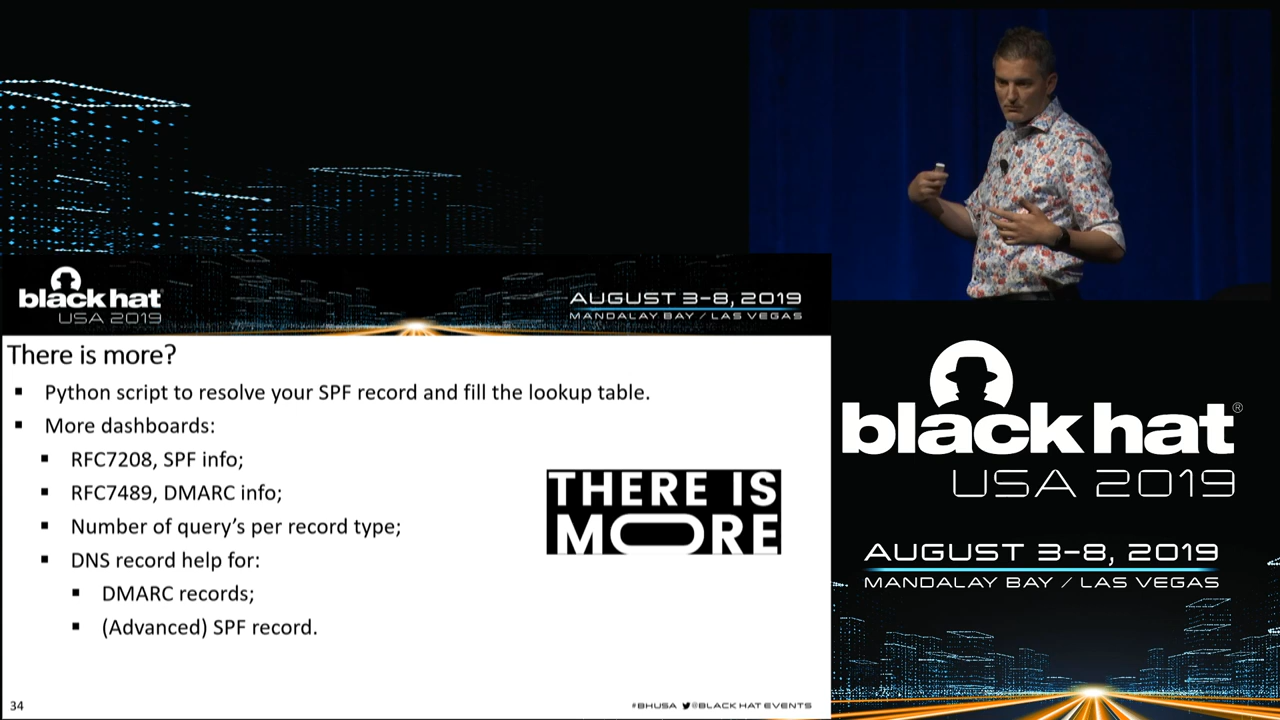 black hat
USA 2019
AUGUST 3-8, 2019
MANDALAY BAY / LAS VEGAS
There is more?
▪ Python script to resolve your SPF record and fill the lookup table.
▪ More dashboards:
▪ RFC7208, SPF info;
▪ RFC7489, DMARC info;
▪ Number of query's per record type;
▪ DNS record help for:
▪ DMARC records;
▪ (Advanced) SPF record.
THERE IS
MORE
34
#BHUSA @BLACK HAT EVENTS
black hat®
USA 2019
AUGUST 3-8, 2019
MANDALAY BAY / LAS VEGAS